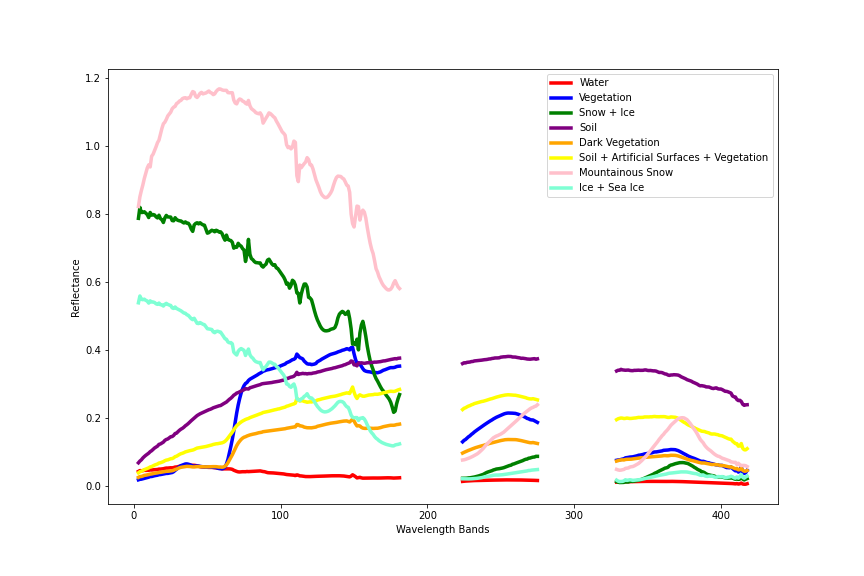 1.2
1.0
0.8
0.6
0.4
0.2
0.0
Reflectance
0
100
200
300
400
Wavelength Bands
Water
Vegetation
Snow + Ice
Soil
Dark Vegetation
Soil + Artificial Surfaces + Vegetation
Mountainous Snow
Ice + Sea Ice